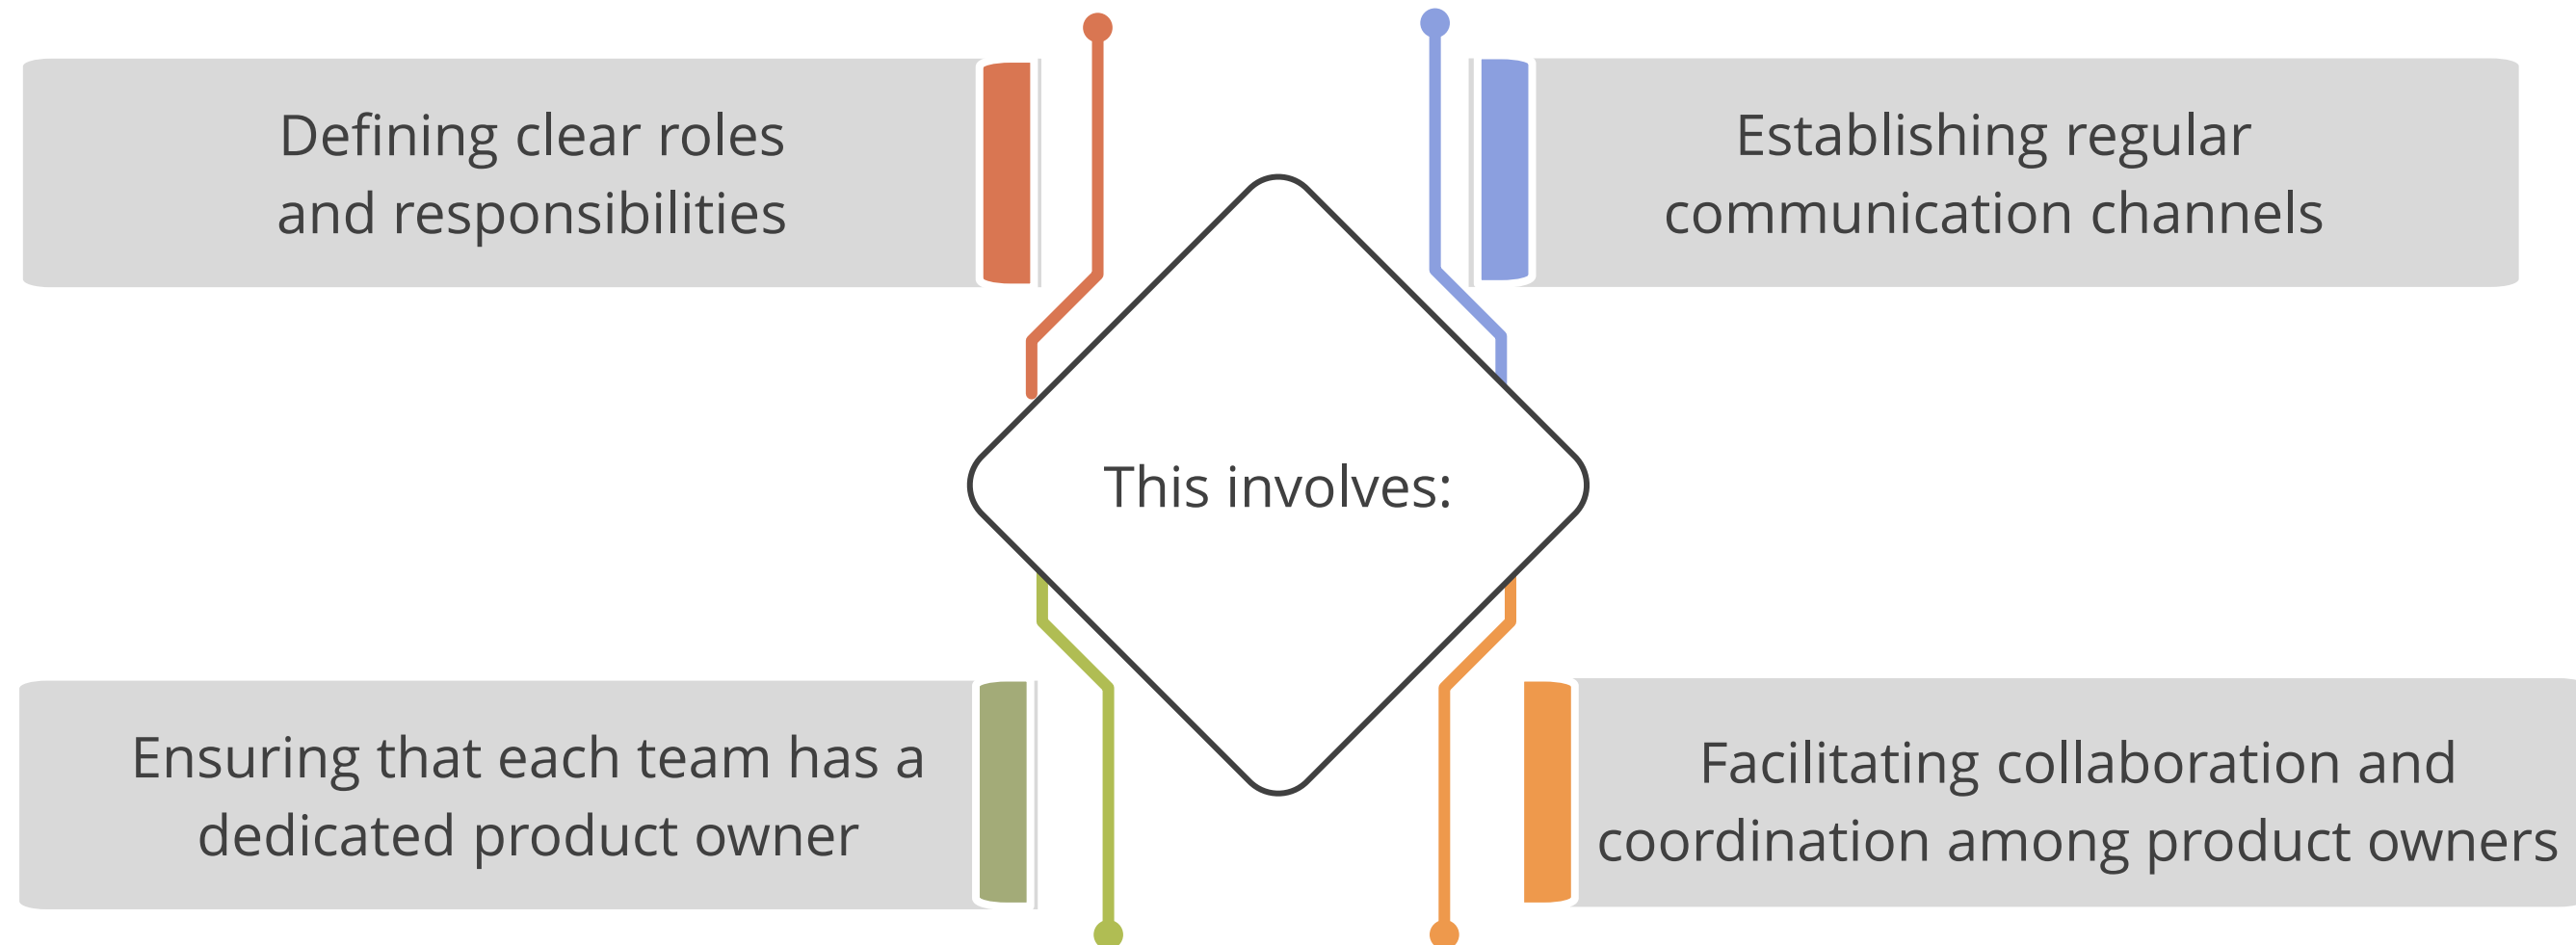 Defining clear roles
and responsibilities
Establishing regular
communication channels
This involves:
Ensuring that each team has a
dedicated product owner
Facilitating collaboration and
coordination among product owners